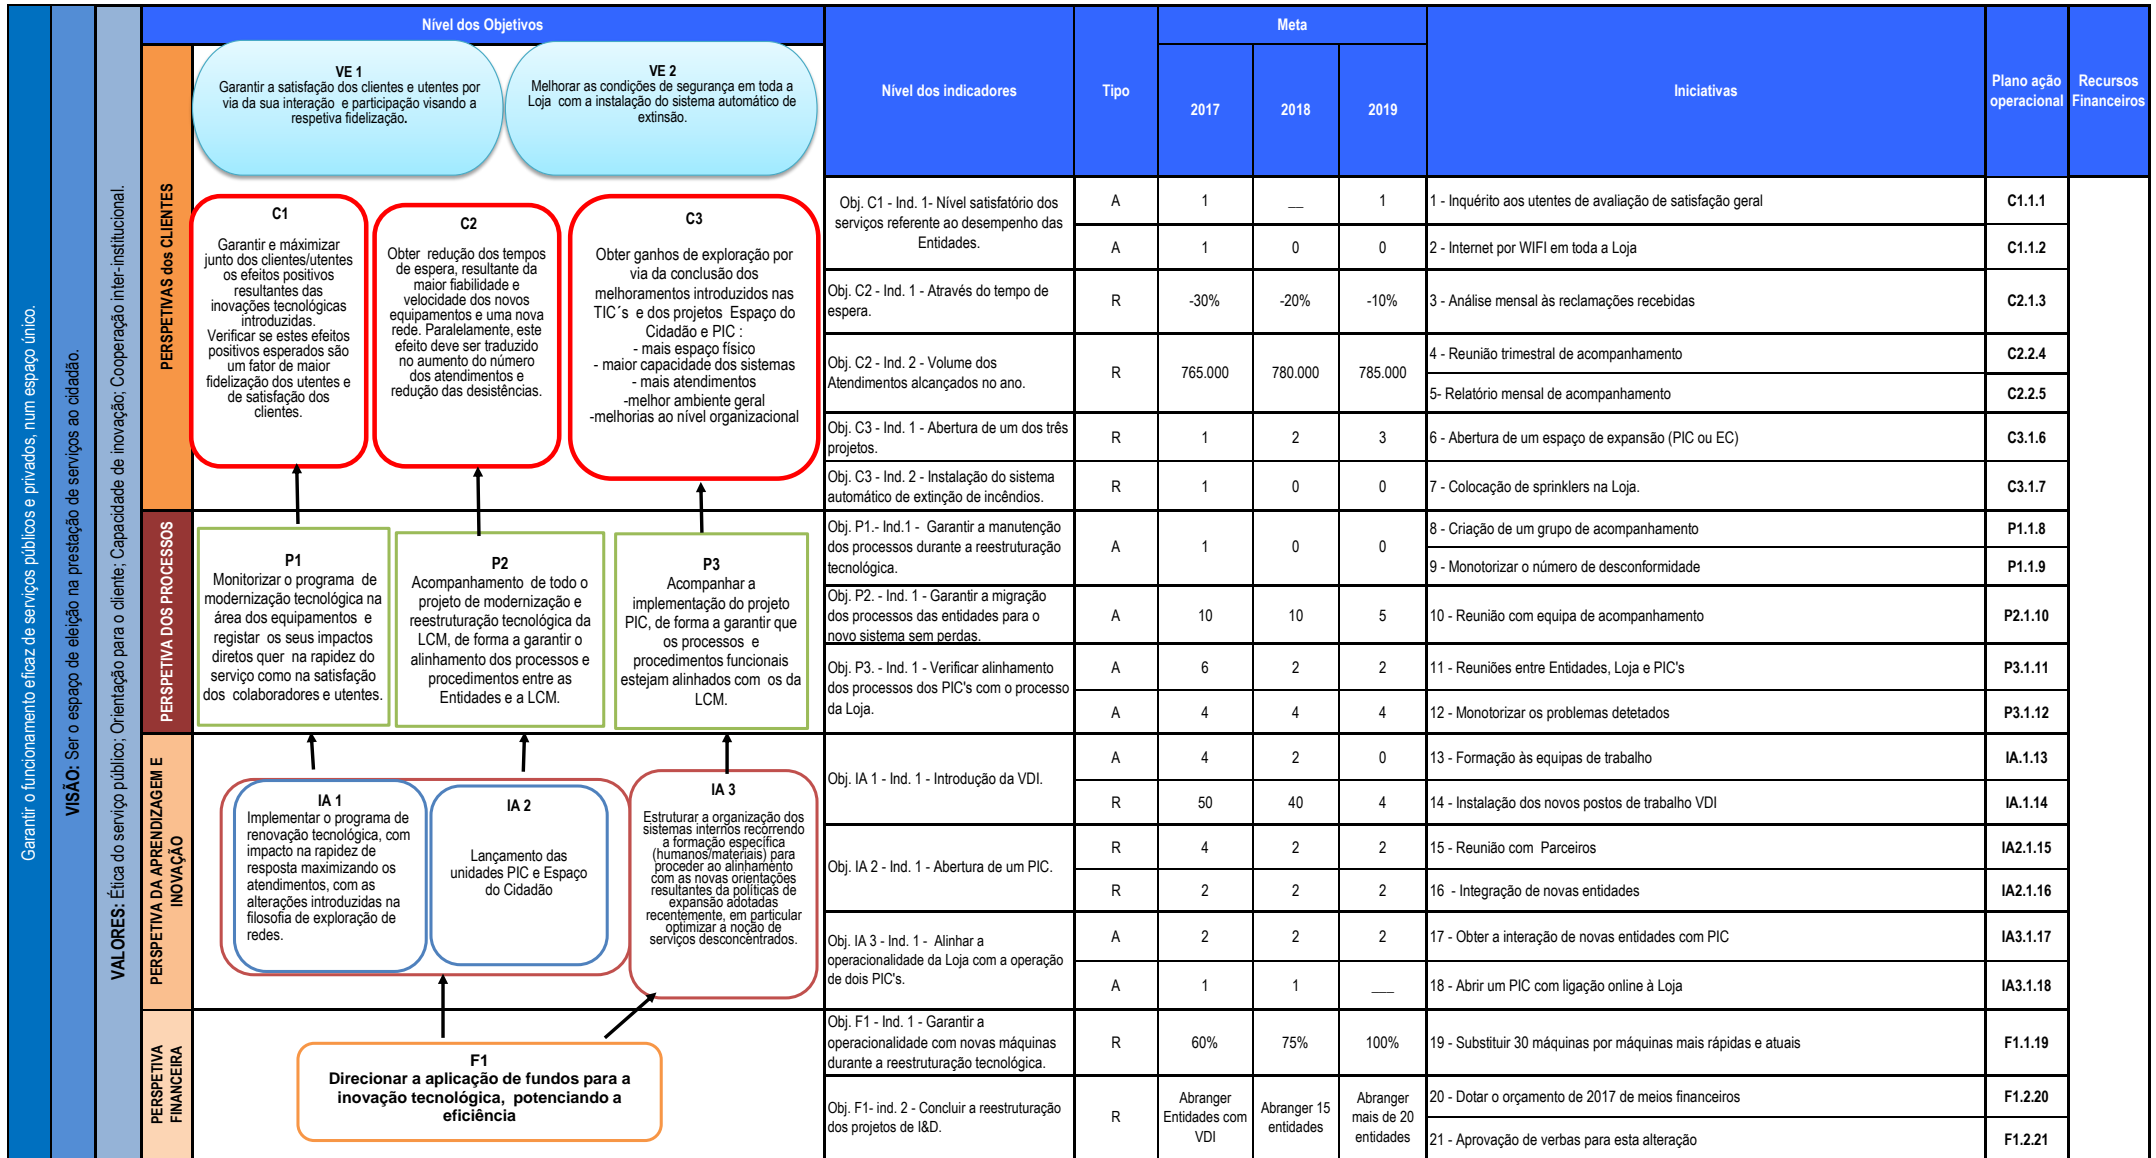 Garantir o funcionamento eficaz de serviços públicos e privados, num espaço único.
VISÃO: Ser o espaço de eleição na prestação de serviços ao cidadão.
VALORES: Ética do serviço público; Orientação para o cliente; Capacidade de inovação; Cooperação inter-institucional.
Nível dos Objetivos
Nível dos indicadores
Tipo
Meta
2017
2018
2019
Iniciativas
Plano ação
operacional
Recursos
Financeiros
PERSPETIVAS dos CLIENTES
VE 1
Garantir a satisfação dos clientes e utentes por
via da sua interação e participação visando a
respetiva fidelização.
VE 2
Melhorar as condições de segurança em toda a
Loja com a instalação do sistema automático de
extinsão.
C1
Garantir e máximizar
junto dos clientes/utentes
os efeitos positivos
resultantes das
inovações tecnológicas
introduzidas.
Verificar se estes efeitos
positivos esperados são
um fator de maior
fidelização dos utentes e
de satisfação dos
clientes.
C2
Obter redução dos tempos
de espera, resultante da
maior fiabilidade e
velocidade dos novos
equipamentos e uma nova
rede. Paralelamente, este
efeito deve ser traduzido
no aumento do número
dos atendimentos e
redução das desistências.
C3
Obter ganhos de exploração por
via da conclusão dos
melhoramentos introduzidos nas
TIC´s e dos projetos Espaço do
Cidadão e PIC :
- mais espaço físico
- maior capacidade dos sistemas
- mais atendimentos
-melhor ambiente geral
-melhorias ao nível organizacional
Obj. C1 - Ind. 1- Nível satisfatório dos
serviços referente ao desempenho das
Entidades.
A 1 __ 1 1 - Inquérito aos utentes de avaliação de satisfação geral C1.1.1
A 1 0 0 2 - Internet por WIFI em toda a Loja C1.1.2
Obj. C2 - Ind. 1 - Através do tempo de
espera.
R -30% -20% -10% 3 - Análise mensal às reclamações recebidas C2.1.3
Obj. C2 - Ind. 2 - Volume dos
Atendimentos alcançados no ano.
R 765.000 780.000 785.000
4 - Reunião trimestral de acompanhamento C2.2.4
5- Relatório mensal de acompanhamento C2.2.5
Obj. C3 - Ind. 1 - Abertura de um dos três
projetos.
R 1 2 3 6 - Abertura de um espaço de expansão (PIC ou EC) C3.1.6
Obj. C3 - Ind. 2 - Instalação do sistema
automático de extinção de incêndios.
R 1 0 0 7 - Colocação de sprinklers na Loja. C3.1.7
PERSPETIVA DOS PROCESSOS
P1
Monitorizar o programa de
modernização tecnológica na
área dos equipamentos e
registar os seus impactos
diretos quer na rapidez do
serviço como na satisfação
dos colaboradores e utentes.
P2
Acompanhamento de todo o
projeto de modernização e
reestruturação tecnológica da
LCM, de forma a garantir o
alinhamento dos processos e
procedimentos entre as
Entidades e a LCM.
P3
Acompanhar a
implementação do projeto
PIC, de forma a garantir que
os processos e
procedimentos funcionais
estejam alinhados com os da
LCM.
Obj. P1.- Ind.1 - Garantir a manutenção
dos processos durante a reestruturação
tecnológica.
A 1 0 0
8 - Criação de um grupo de acompanhamento P1.1.8
9 - Monotorizar o número de desconformidade P1.1.9
Obj. P2. - Ind. 1 - Garantir a migração
dos processos das entidades para o
novo sistema sem perdas.
A 10 10 5 10 - Reunião com equipa de acompanhamento P2.1.10
Obj. P3. - Ind. 1 - Verificar alinhamento
dos processos dos PIC's com o processo
da Loja.
A 6 2 2 11 - Reuniões entre Entidades, Loja e PIC's P3.1.11
A 4 4 4 12 - Monotorizar os problemas detetados P3.1.12
PERSPETIVA DA APRENDIZAGEM E
INOVAÇÃO
IA 1
Implementar o programa de
renovação tecnológica, com
impacto na rapidez de
resposta maximizando os
atendimentos, com as
alterações introduzidas na
filosofia de exploração de
redes.
IA 2
Lançamento das
unidades PIC e Espaço
do Cidadão
IA 3
Estruturar a organização dos
sistemas internos recorrendo
a formação específica
(humanos/materiais) para
proceder ao alinhamento
com as novas orientações
resultantes da políticas de
expansão adotadas
recentemente, em particular
optimizar a noção de
serviços desconcentrados.
Obj. IA 1 - Ind. 1 - Introdução da VDI.
A 4 2 0 13 - Formação às equipas de trabalho IA.1.13
R 50 40 4 14 - Instalação dos novos postos de trabalho VDI IA.1.14
Obj. IA 2 - Ind. 1 - Abertura de um PIC.
R 4 2 2 15 - Reunião com Parceiros IA2.1.15
R 2 2 2 16 - Integração de novas entidades IA2.1.16
Obj. IA 3 - Ind. 1 - Alinhar a
operacionalidade da Loja com a operação
de dois PIC's.
A 2 2 2 17 - Obter a interação de novas entidades com PIC IA3.1.17
A 1 1 ___ 18 - Abrir um PIC com ligação online à Loja IA3.1.18
PERSPETIVA
FINANCEIRA
F1
Direcionar a aplicação de fundos para a
inovação tecnológica, potenciando a
eficiência
Obj. F1 - Ind. 1 - Garantir a
operacionalidade com novas máquinas
durante a reestruturação tecnológica.
R 60% 75% 100% 19 - Substituir 30 máquinas por máquinas mais rápidas e atuais F1.1.19
Obj. F1- ind. 2 - Concluir a reestruturação
dos projetos de I&D.
R
Abranger
Entidades com
VDI
Abranger 15
entidades
Abranger
mais de 20
entidades
20 - Dotar o orçamento de 2017 de meios financeiros F1.2.20
21 - Aprovação de verbas para esta alteração F1.2.21